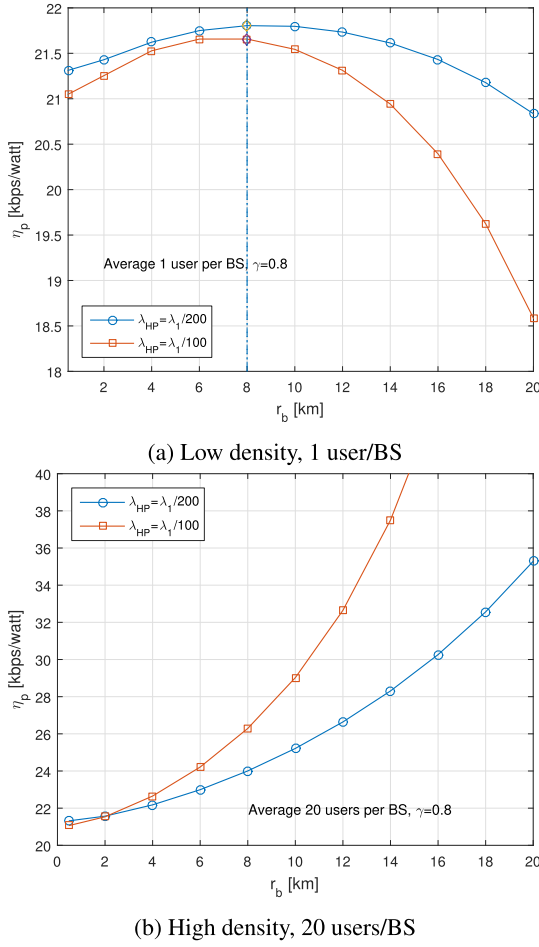 22
21.5
21
20.5
20
19.5
19
18.5
18
η_p [kbps/watt]
Average 1 user per BS, γ=0.8
λ_HP=λ_1/200
λ_HP=λ_1/100
2 4 6 8 10 12 14 16 18 20
r_b [km]
(a) Low density, 1 user/BS
40
38
36
34
32
30
28
26
24
22
20
η_p [kbps/watt]
λ_HP=λ_1/200
λ_HP=λ_1/100
Average 20 users per BS, γ=0.8
0 2 4 6 8 10 12 14 16 18 20
r_b [km]
(b) High density, 20 users/BS